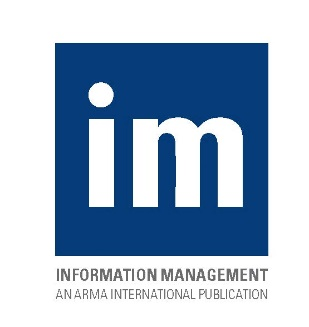 im
INFORMATION MANAGEMENT
AN ARMA INTERNATIONAL PUBLICATION